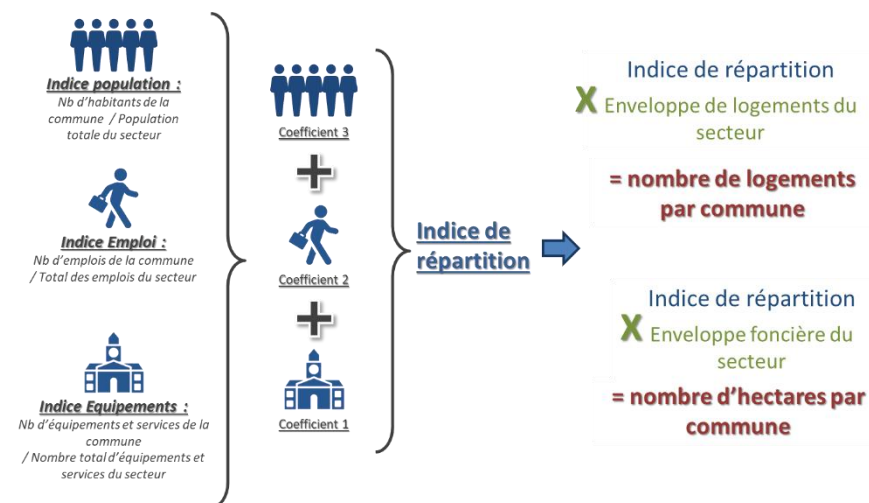 Indice population :
Nb d'habitants de la
commune / Population
totale du secteur
Indice Emploi :
Nb d'emplois de la commune
/ Total des emplois du secteur
Indice Equipements :
Nb d'équipements et services de la
commune
/ Nombre total d'équipements et
services du secteur
Coefficient 3
+
Coefficient 2
+
Coefficient 1
Indice de
répartition
Indice de répartition
X Enveloppe de logements du
secteur
= nombre de logements
par commune
Indice de répartition
X Enveloppe foncière du
secteur
= nombre d'hectares par
commune